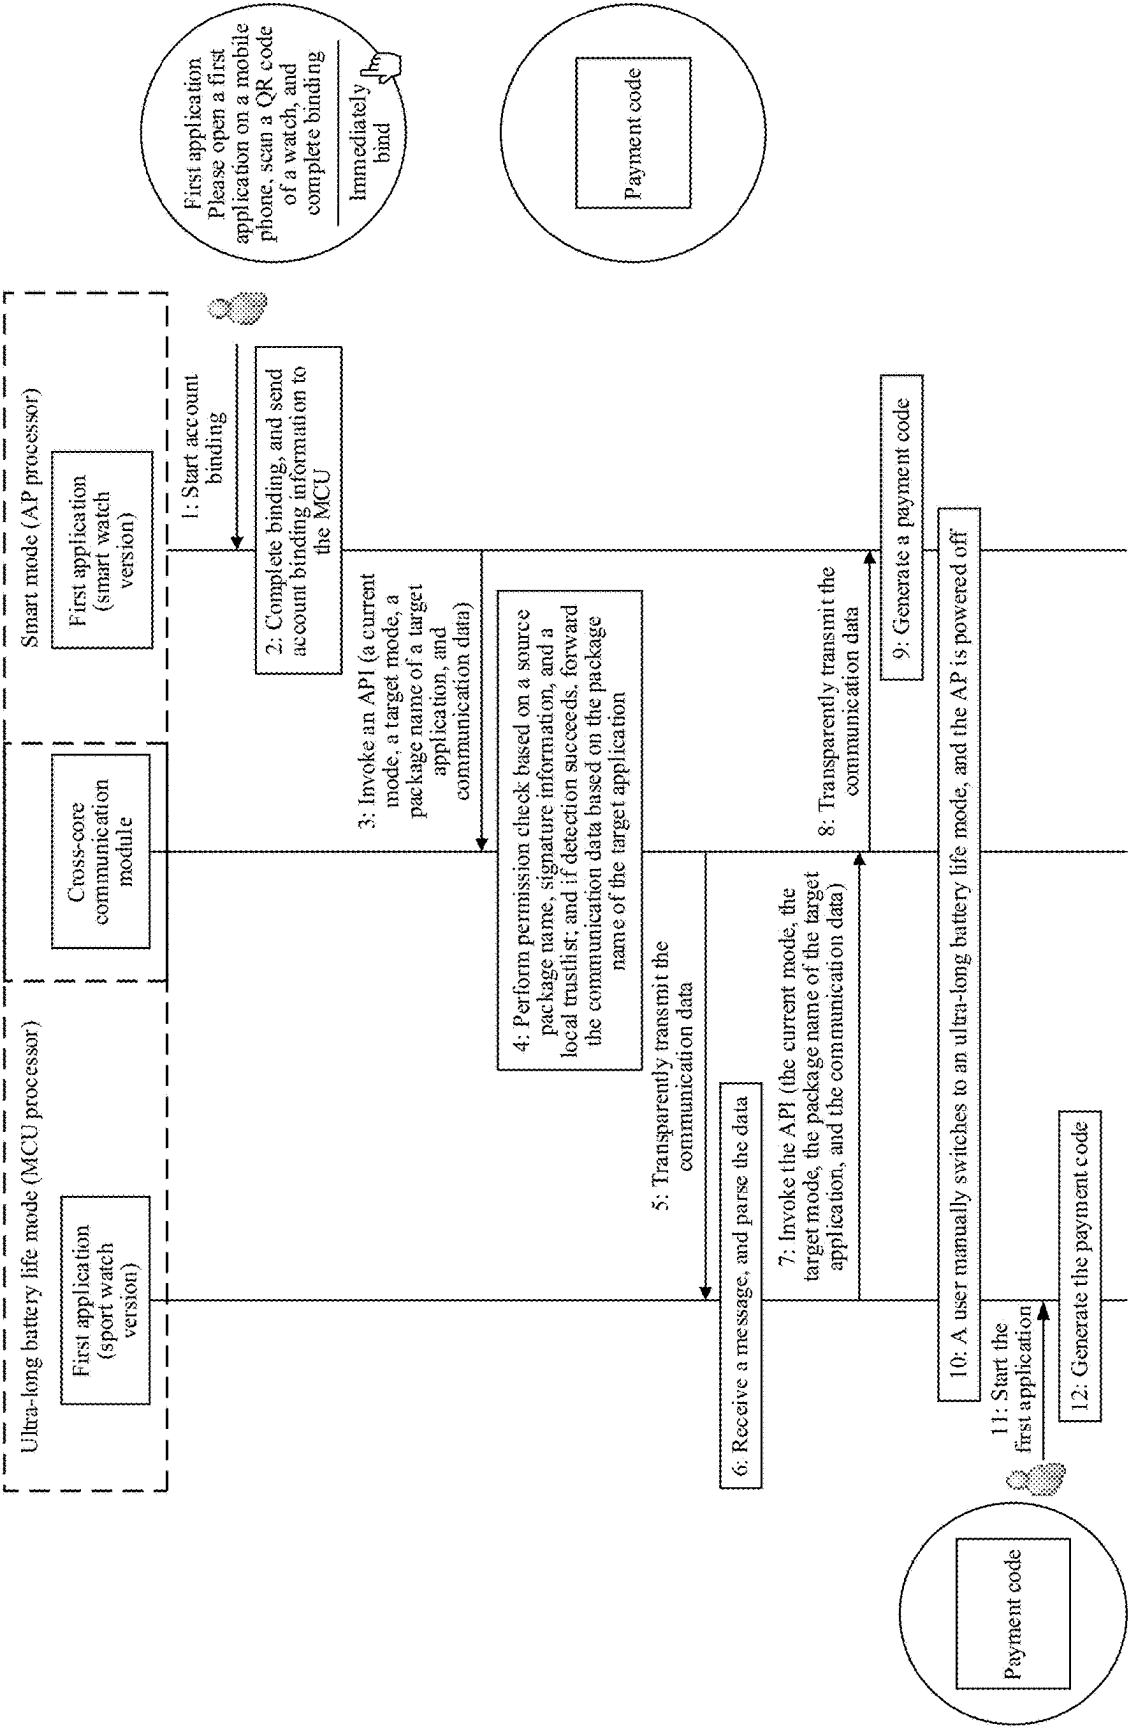 Ultra-long battery life mode (MCU processor)
Smart mode (AP processor)
First application
(sport watch
version)
Cross-core
communication
module
First application
(smart watch
version)
First application
Please open a first
application on a mobile
phone, scan a QR code
of a watch, and
complete binding
Immediately
bind
1: Start account
binding
2: Complete binding, and send
account binding information to
the MCU
3: Invoke an API (a current
mode, a target mode, a
package name of a target
application, and
communication data)
4: Perform permission check based on a source
package name, signature information, and a
local trustlist; and if detection succeeds, forward
the communication data based on the package
name of the target application
5: Transparently transmit the
communication data
6: Receive a message, and parse the data
7: Invoke the API (the current mode, the
target mode, the package name of the target
application, and the communication data)
8: Transparently transmit the
communication data
9: Generate a payment code
Payment code
10: A user manually switches to an ultra-long battery life mode, and the AP is powered off
11: Start the
first application
12: Generate the payment code
Payment code